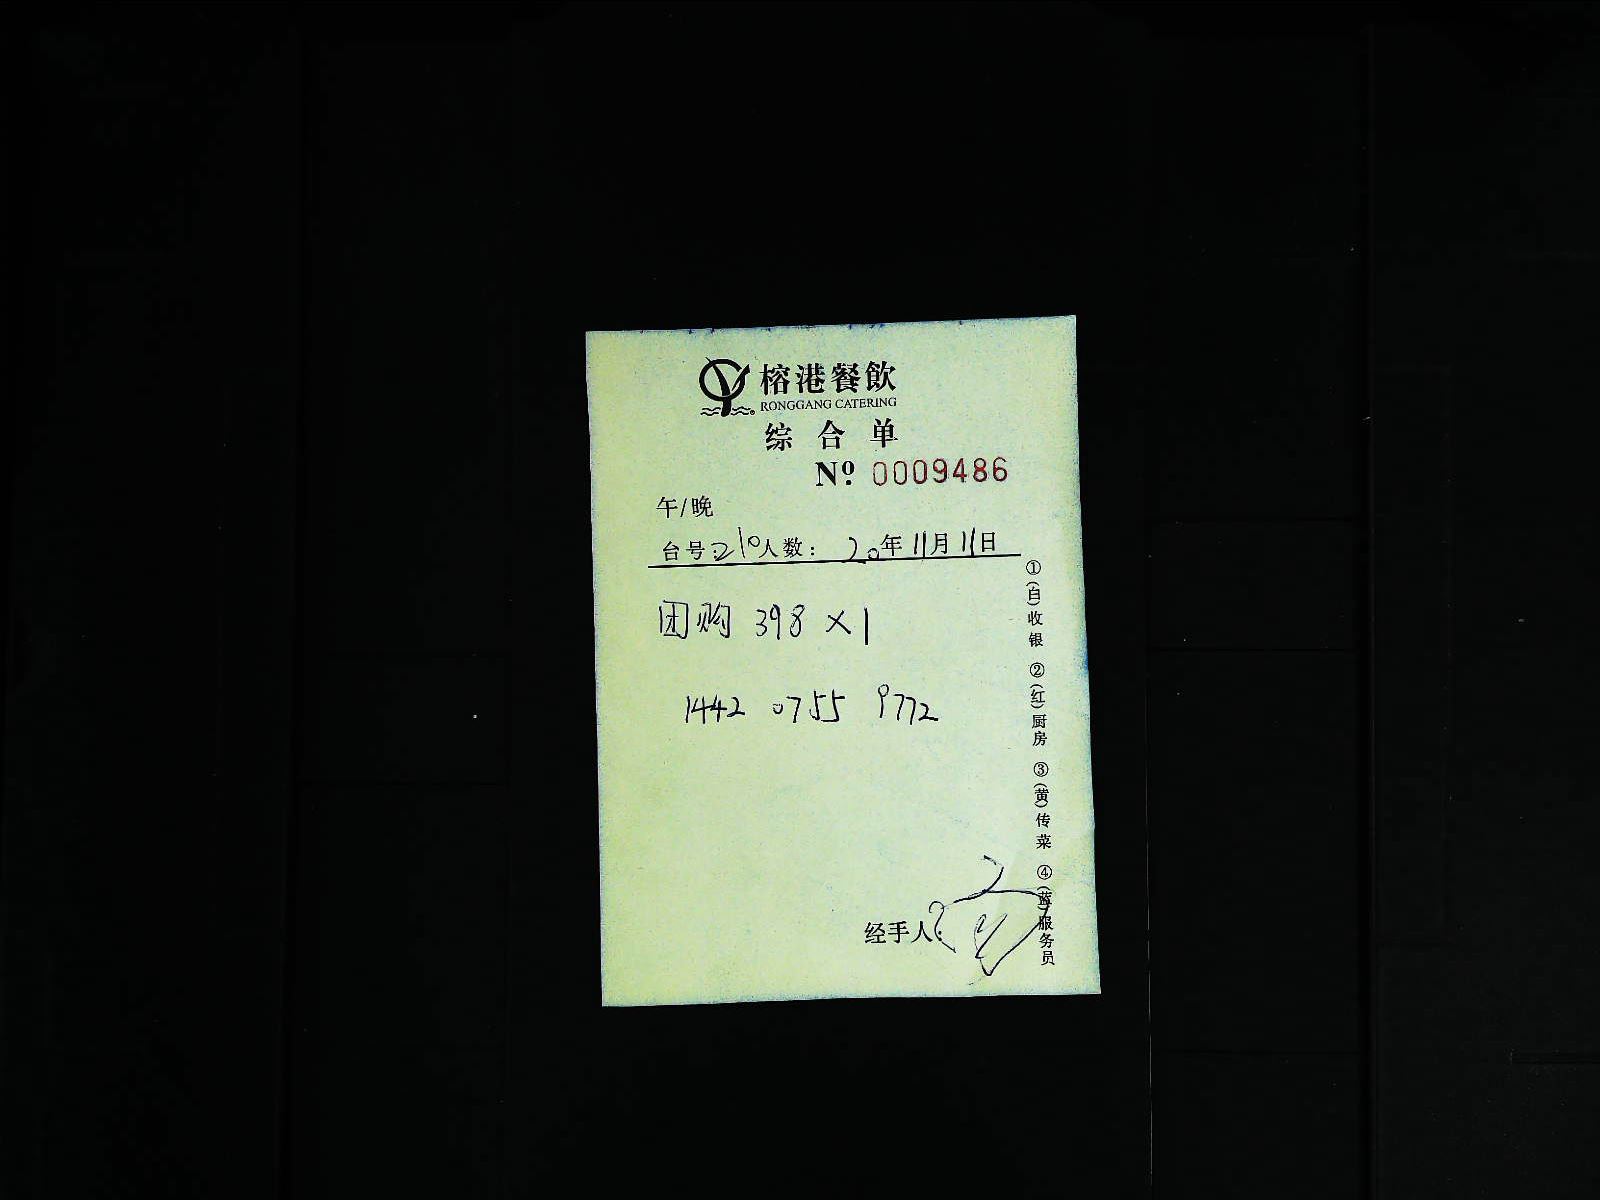 榕港餐飲
RONGGANG CATERING
综合单
Nº. 0009486
午/晚
台号:210人数: 20年11月11日
团购 398 ×1
1442 0755 9772
经手人:
①(白)收银 ②(红)厨房 ③(黄)传菜 ④(蓝)服务员